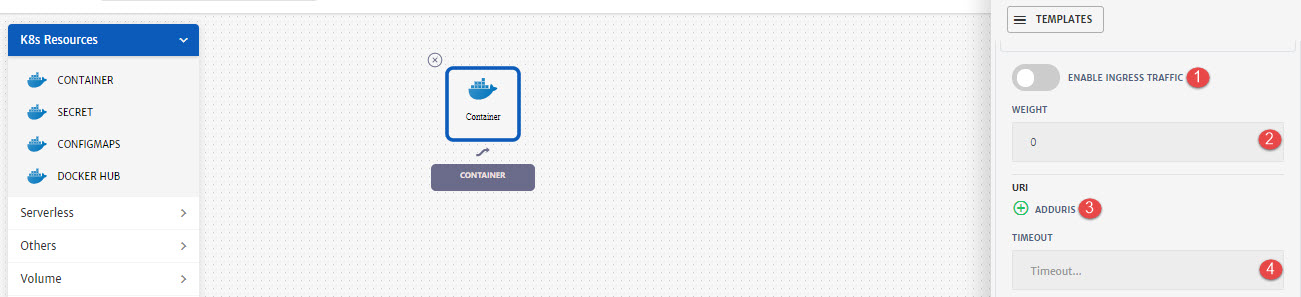 K8s Resources
CONTAINER
SECRET
CONFIGMAPS
DOCKER HUB
Serverless
Others
Volume
Container
CONTAINER
TEMPLATES
ENABLE INGRESS TRAFFIC 1
WEIGHT
0 2
URI
ADDURIS 3
TIMEOUT
Timeout... 4